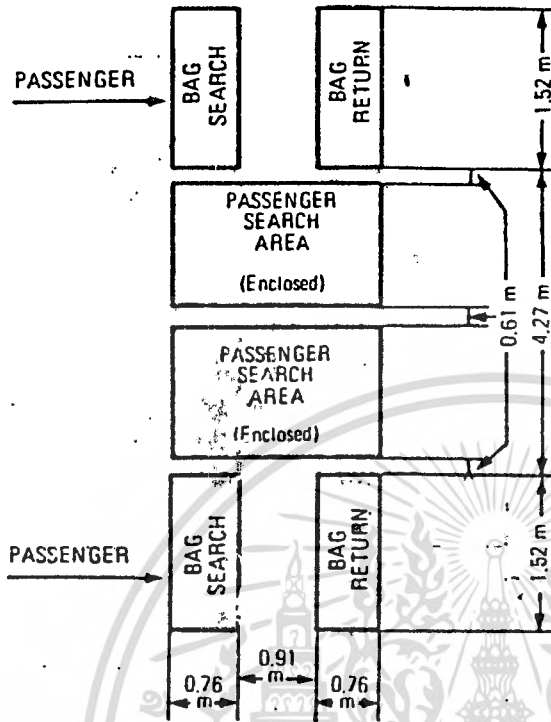 PASSENGER
BAG
SEARCH
BAG
RETURN
1.52 m
PASSENGER
SEARCH
AREA
(Enclosed)
0.61 m
4.27 m
PASSENGER
SEARCH
AREA
(Enclosed)
PASSENGER
BAG
SEARCH
BAG
RETURN
1.52 m
0.76
m
0.91
m
0.76
m